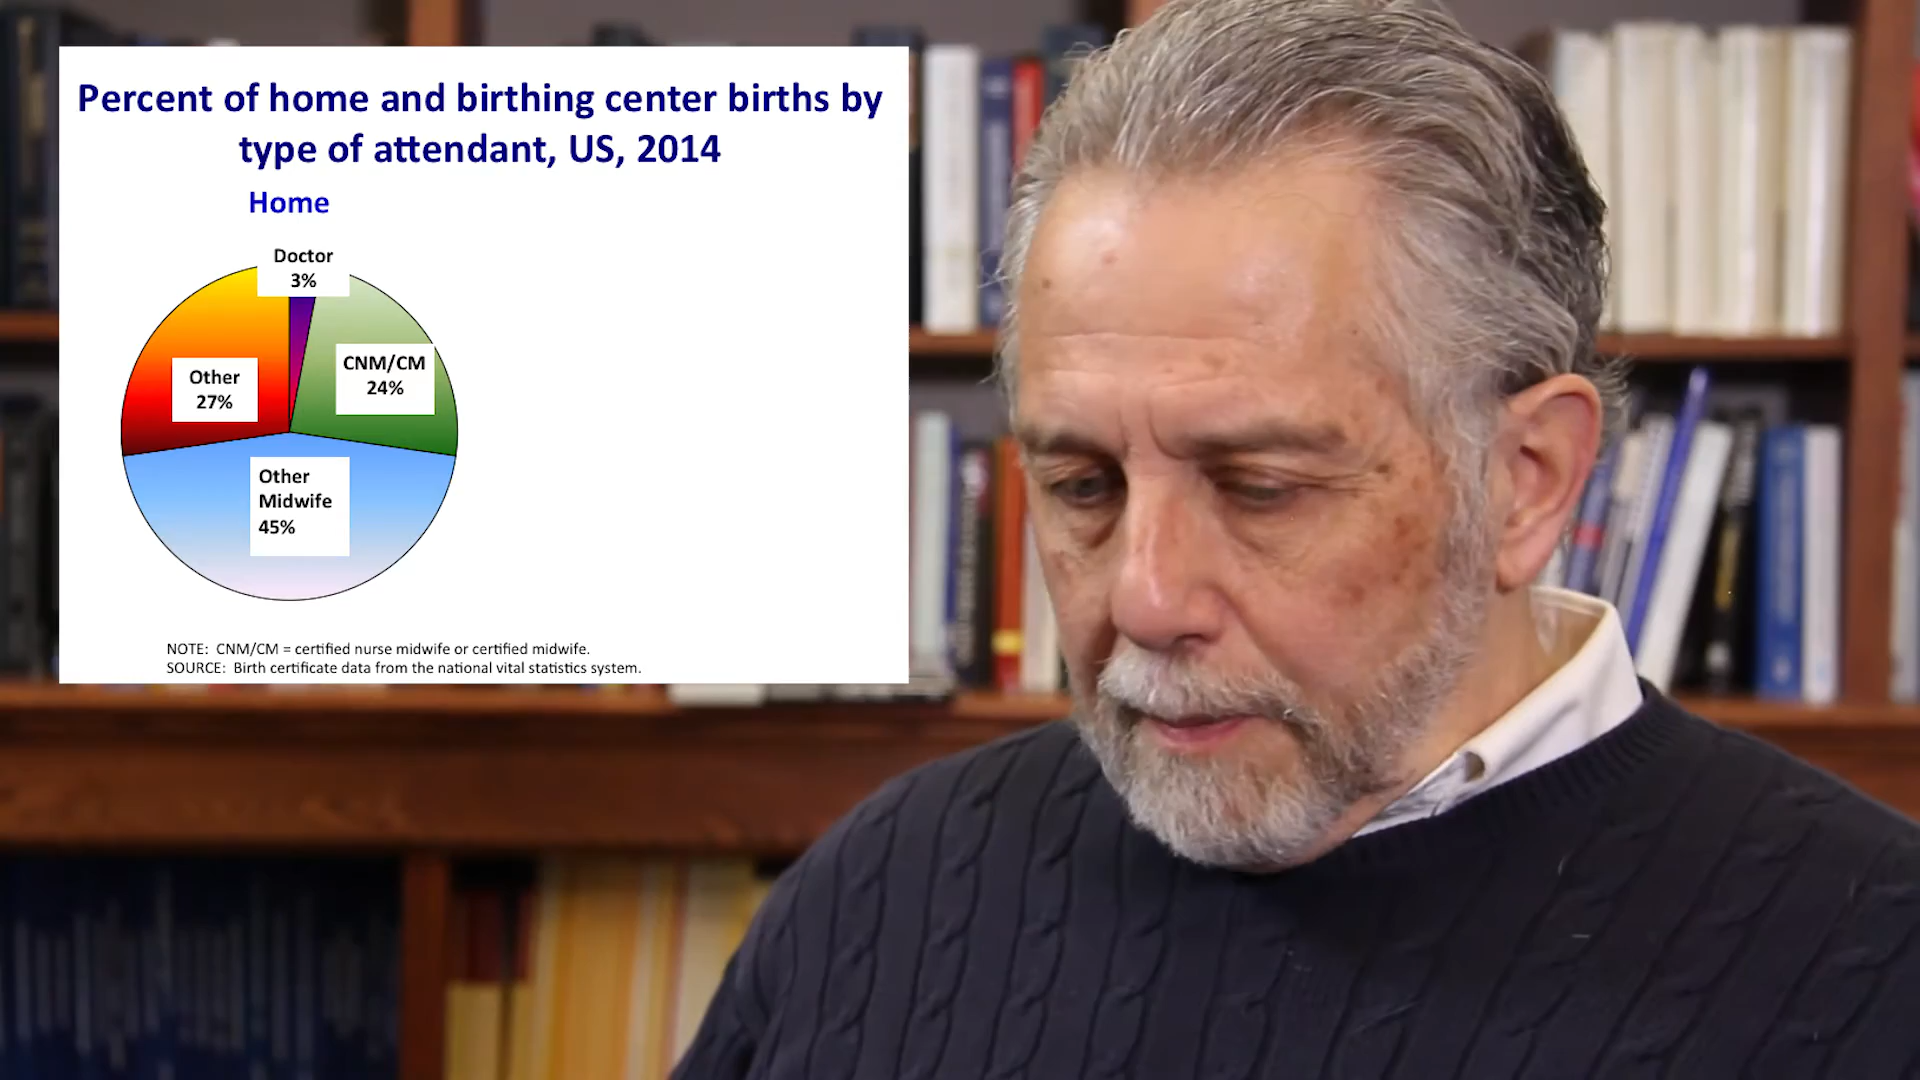 Percent of home and birthing center births by
type of attendant, US, 2014
Home
Doctor
3%
CNM/CM
24%
Other
27%
Other
Midwife
45%
NOTE: CNM/CM = certified nurse midwife or certified midwife.
SOURCE: Birth certificate data from the national vital statistics system.